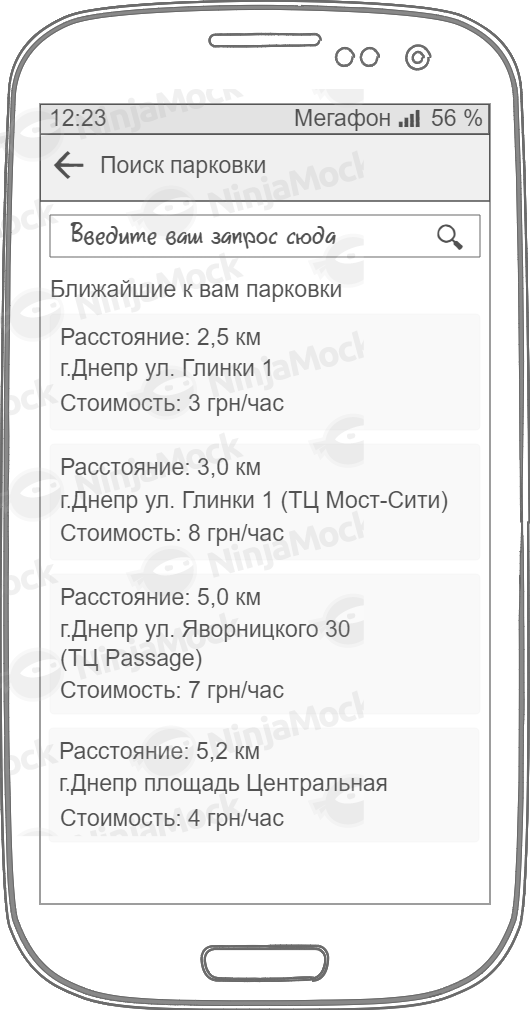 12:23 Мегафон 56 %
Поиск парковки
Введите ваш запрос сюда
Ближайшие к вам парковки
Расстояние: 2,5 км
г.Днепр ул. Глинки 1
Стоимость: 3 грн/час
Расстояние: 3,0 км
г.Днепр ул. Глинки 1 (ТЦ Мост-Сити)
Стоимость: 8 грн/час
Расстояние: 5,0 км
г.Днепр ул. Яворницкого 30
(ТЦ Passage)
Стоимость: 7 грн/час
Расстояние: 5,2 км
г.Днепр площадь Центральная
Стоимость: 4 грн/час
NinjaMock